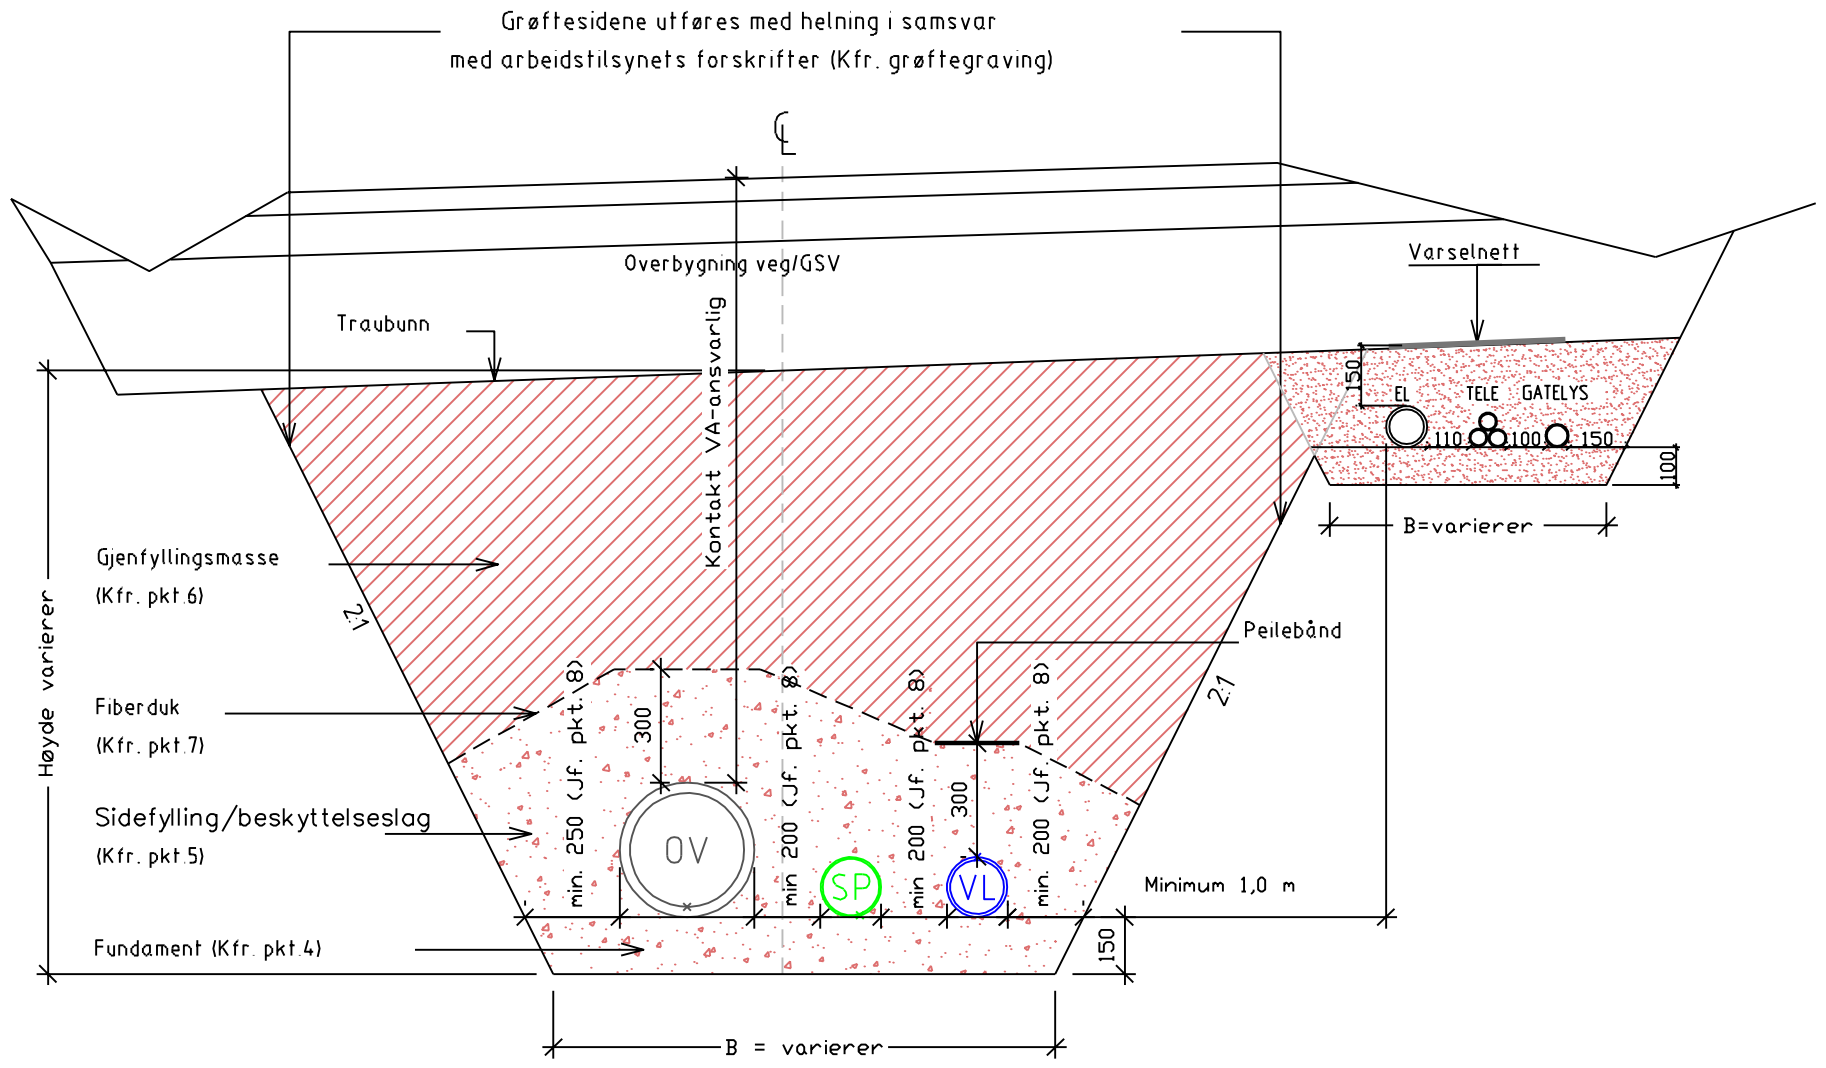 Grøftesidene utføres med helning i samsvar
med arbeidstilsynets forskrifter (Kfr. grøftegraving)
℄
Varselnett
Overbygning veg/GSV
Traubunn
Kontakt VA-ansvarlig
150
EL
TELE
GATELYS
110
100
150
100
B=varierer
Gjenfyllingsmasse
(Kfr. pkt.6)
2:1
Høyde varierer
Peilebånd
2:1
Fiberduk
(Kfr. pkt.7)
300
min. 250 (Jf. pkt. 8)
min 200 (Jf. pkt. 8)
min 200 (Jf. pkt. 8)
min. 200 (Jf. pkt. 8)
300
Sidefylling/beskyttelseslag
(Kfr. pkt.5)
OV
SP
VL
Minimum 1,0 m
Fundament (Kfr. pkt.4)
150
B = varierer